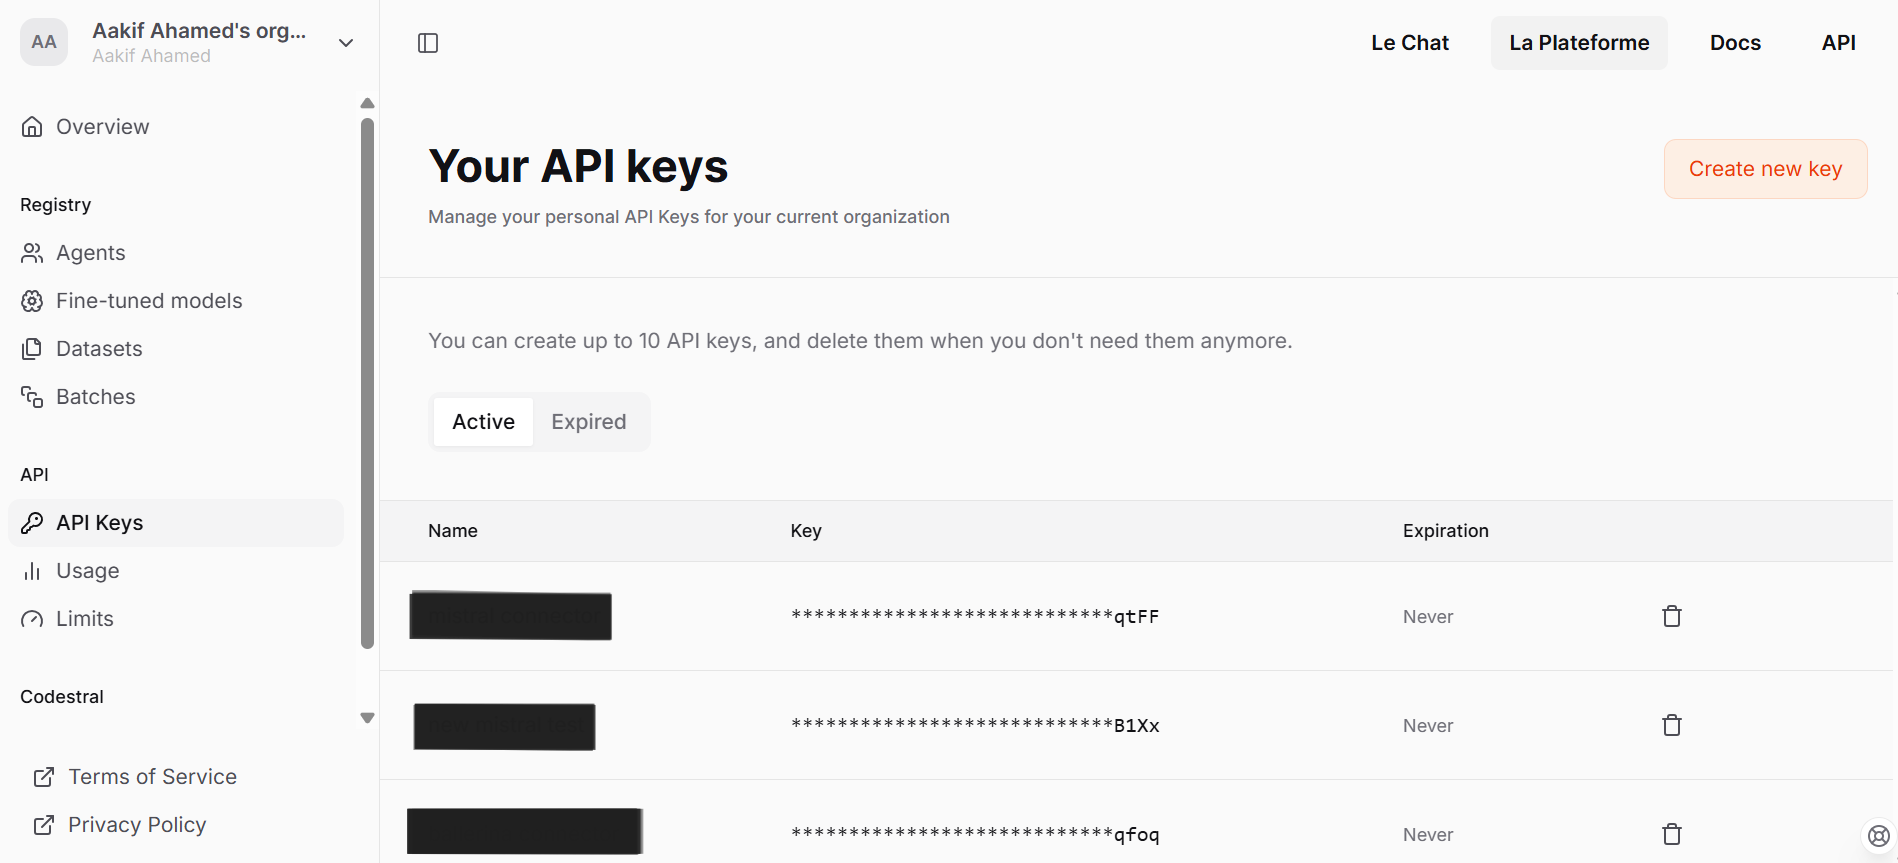 AA
Aakif Ahamed's org...
Aakif Ahamed
Overview
Registry
Agents
Fine-tuned models
Datasets
Batches
API
API Keys
Usage
Limits
Codestral
Terms of Service
Privacy Policy
Le Chat
La Plateforme
Docs
API
Your API keys
Manage your personal API Keys for your current organization
Create new key
You can create up to 10 API keys, and delete them when you don't need them anymore.
Active
Expired
Name Key Expiration
****************************qtFF Never
****************************B1Xx Never
****************************qfoq Never